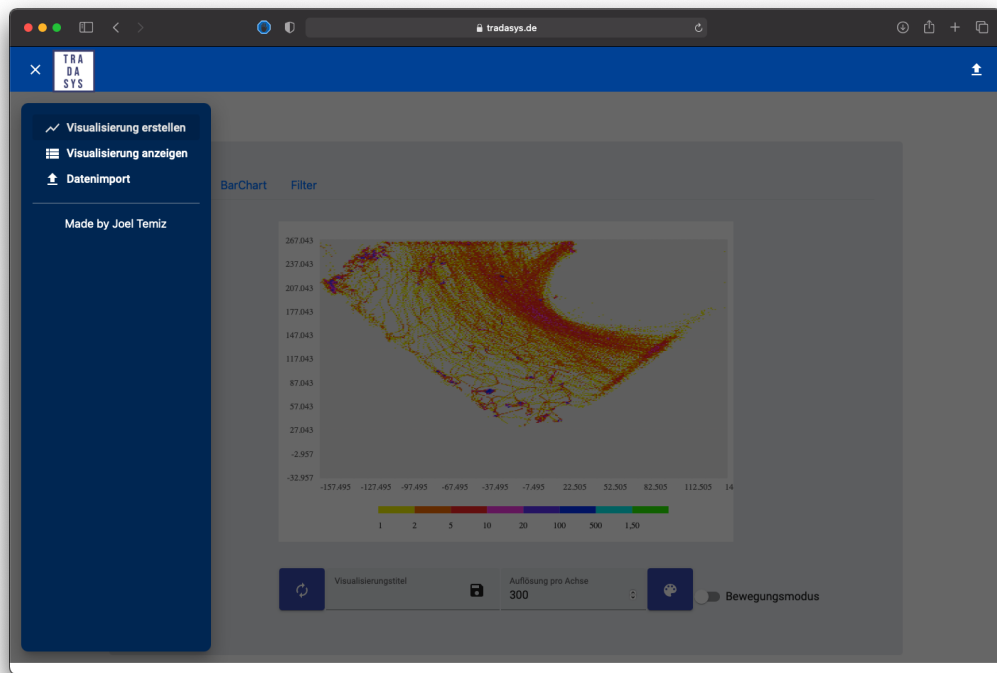 tradasys.de
TRA
DA
SYS
Visualisierung erstellen
Visualisierung anzeigen
Datenimport
Made by Joel Temiz
BarChart Filter
267.043
237.043
207.043
177.043
147.043
117.043
87.043
57.043
27.043
-2.957
-32.957
-157.495 -127.495 -97.495 -67.495 -37.495 -7.495 22.505 52.505 82.505 112.505 14
1 2 5 10 20 100 500 1,50
Visualisierungstitel
Auflösung pro Achse
300
Bewegungsmodus